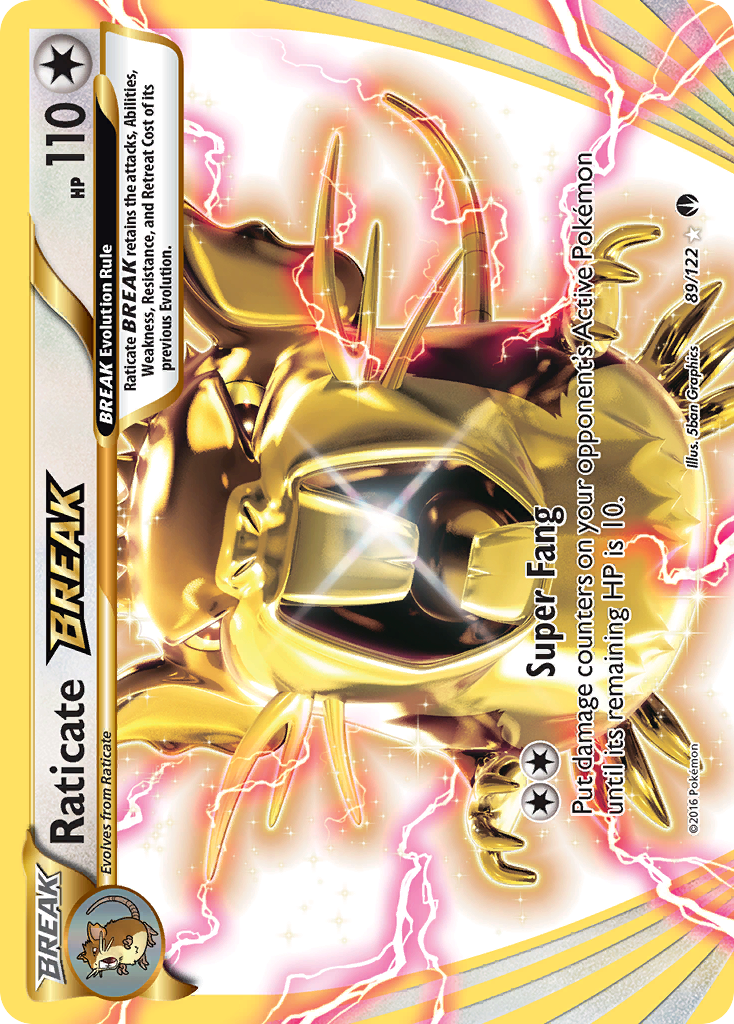 BREAK
Raticate BREAK
HP 110
Evolves from Raticate
BREAK Evolution Rule
Raticate BREAK retains the attacks, Abilities,
Weakness, Resistance, and Retreat Cost of its
previous Evolution.
Super Fang
Put damage counters on your opponent's Active Pokémon
until its remaining HP is 10.
Illus. 5ban Graphics
©2016 Pokémon
89/122